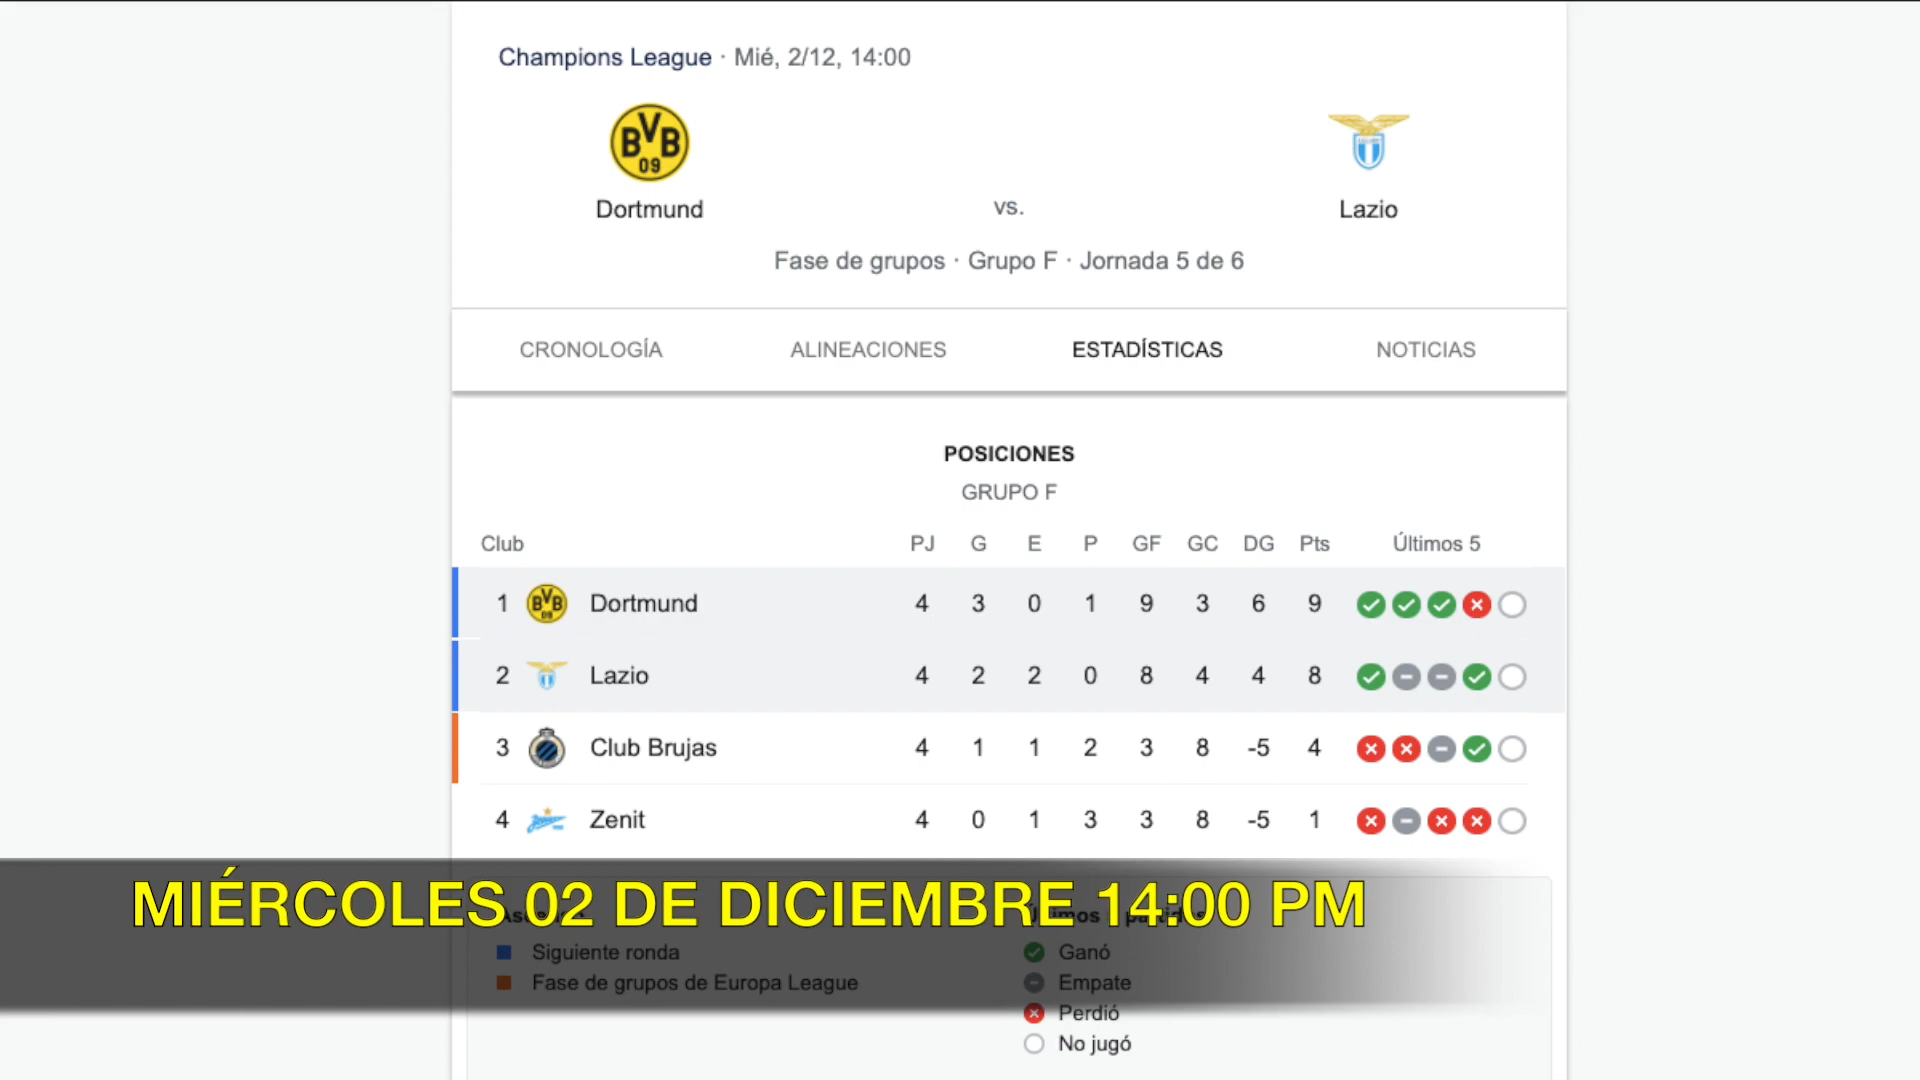 Champions League · Mié, 2/12, 14:00
BVB 09
Dortmund vs. Lazio
Fase de grupos · Grupo F · Jornada 5 de 6
CRONOLOGÍA ALINEACIONES ESTADÍSTICAS NOTICIAS
POSICIONES
GRUPO F
Club PJ G E P GF GC DG Pts Últimos 5
1 BVB 09 Dortmund 4 3 0 1 9 3 6 9
2 Lazio 4 2 2 0 8 4 4 8
3 Club Brujas 4 1 1 2 3 8 -5 4
4 Zenit 4 0 1 3 3 8 -5 1
MIÉRCOLES 02 DE DICIEMBRE 14:00 PM
Siguiente ronda
Fase de grupos de Europa League
Ganó
Empate
Perdió
No jugó